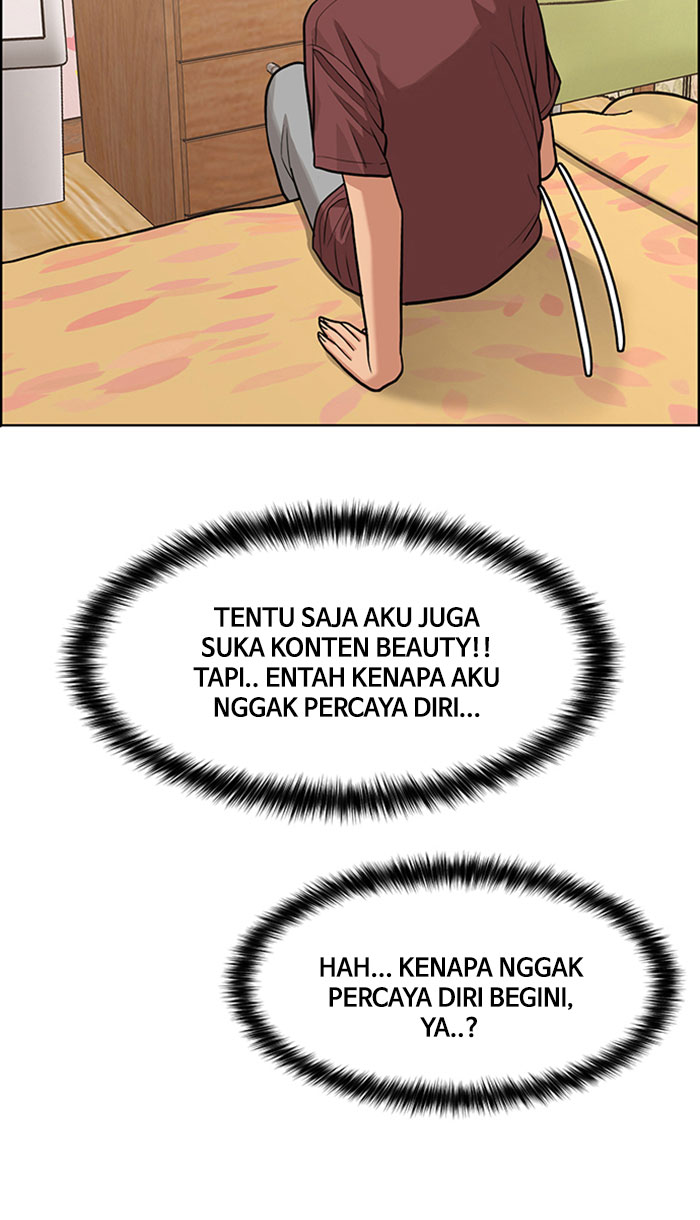 TENTU SAJA AKU JUGA
SUKA KONTEN BEAUTY!!
TAPI.. ENTAH KENAPA AKU
NGGAK PERCAYA DIRI...
HAH... KENAPA NGGAK
PERCAYA DIRI BEGINI,
YA..?